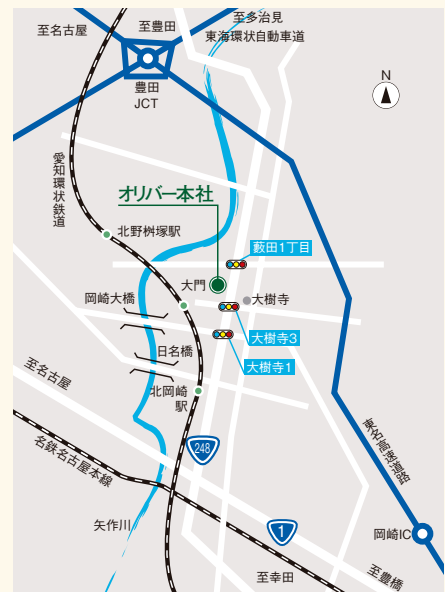 至多治見
至豊田
東海環状自動車道
至名古屋
N
豊田
JCT
愛知環状鉄道
オリバー本社
北野桝塚駅
藪田1丁目
大門
岡崎大橋
大樹寺
大樹寺3
日名橋
大樹寺1
至名古屋
北岡崎
駅
248
名鉄名古屋本線
東名高速道路
矢作川
1
岡崎IC
至幸田
至豊橋